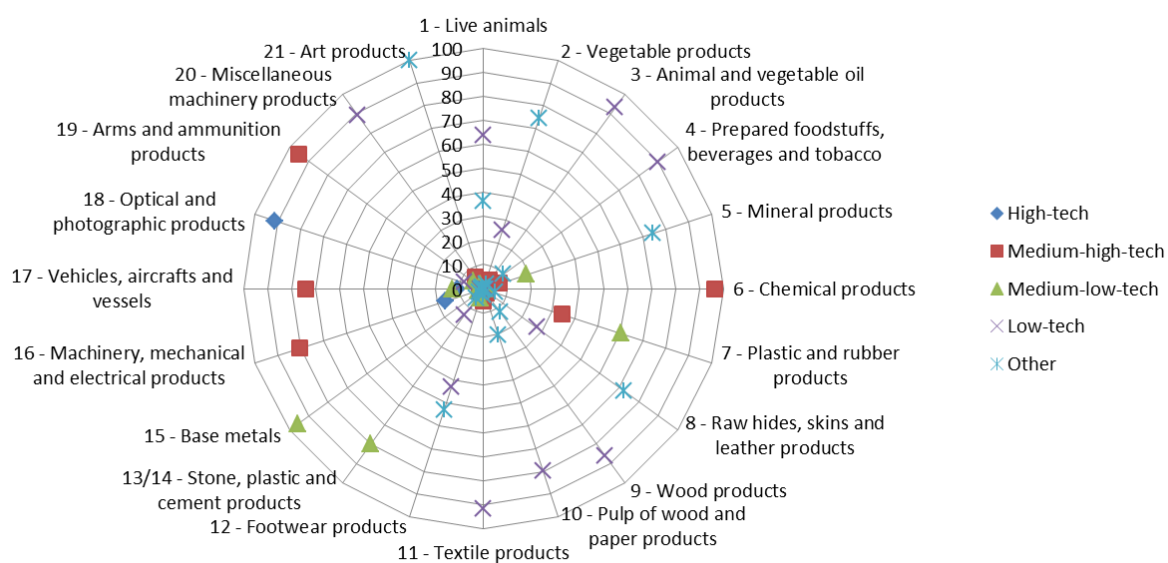 1 - Live animals
2 - Vegetable products
3 - Animal and vegetable oil
products
4 - Prepared foodstuffs,
beverages and tobacco
5 - Mineral products
6 - Chemical products
7 - Plastic and rubber
products
8 - Raw hides, skins and
leather products
9 - Wood products
10 - Pulp of wood and
paper products
11 - Textile products
12 - Footwear products
13/14 - Stone, plastic and
cement products
15 - Base metals
16 - Machinery, mechanical
and electrical products
17 - Vehicles, aircrafts and
vessels
18 - Optical and
photographic products
19 - Arms and ammunition
products
20 - Miscellaneous
machinery products
21 - Art products
100
90
80
70
60
50
40
30
20
10
0
High-tech
Medium-high-tech
Medium-low-tech
Low-tech
Other